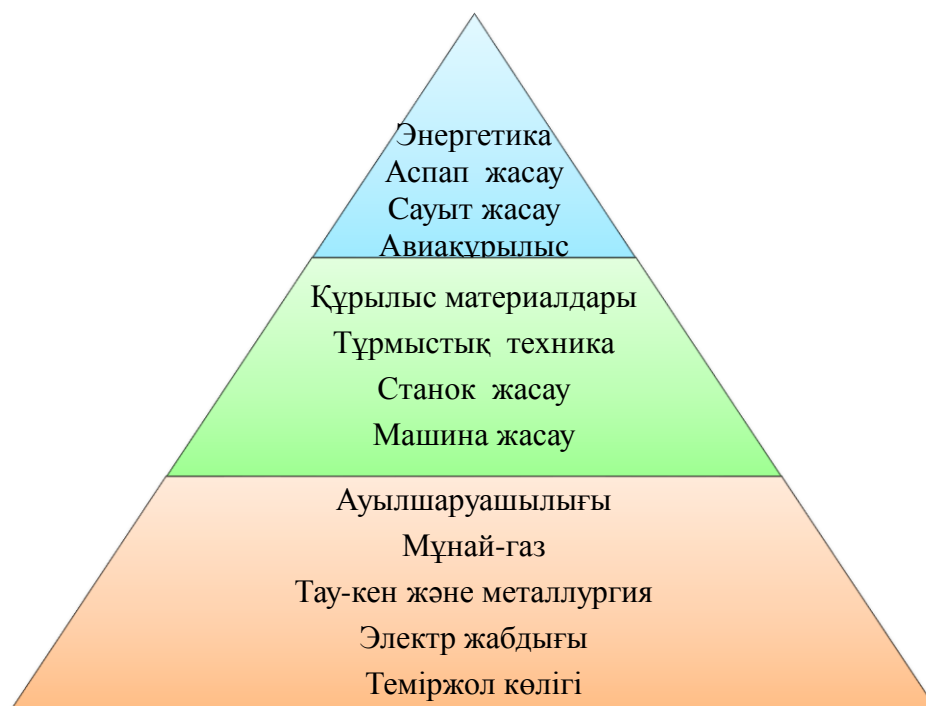 Энергетика
Аспап жасау
Сауыт жасау
Авиақұрылыс
Құрылыс материалдары
Тұрмыстық техника
Станок жасау
Машина жасау
Ауылшаруашылығы
Мұнай-газ
Тау-кен және металлургия
Электр жабдығы
Теміржол көлігі